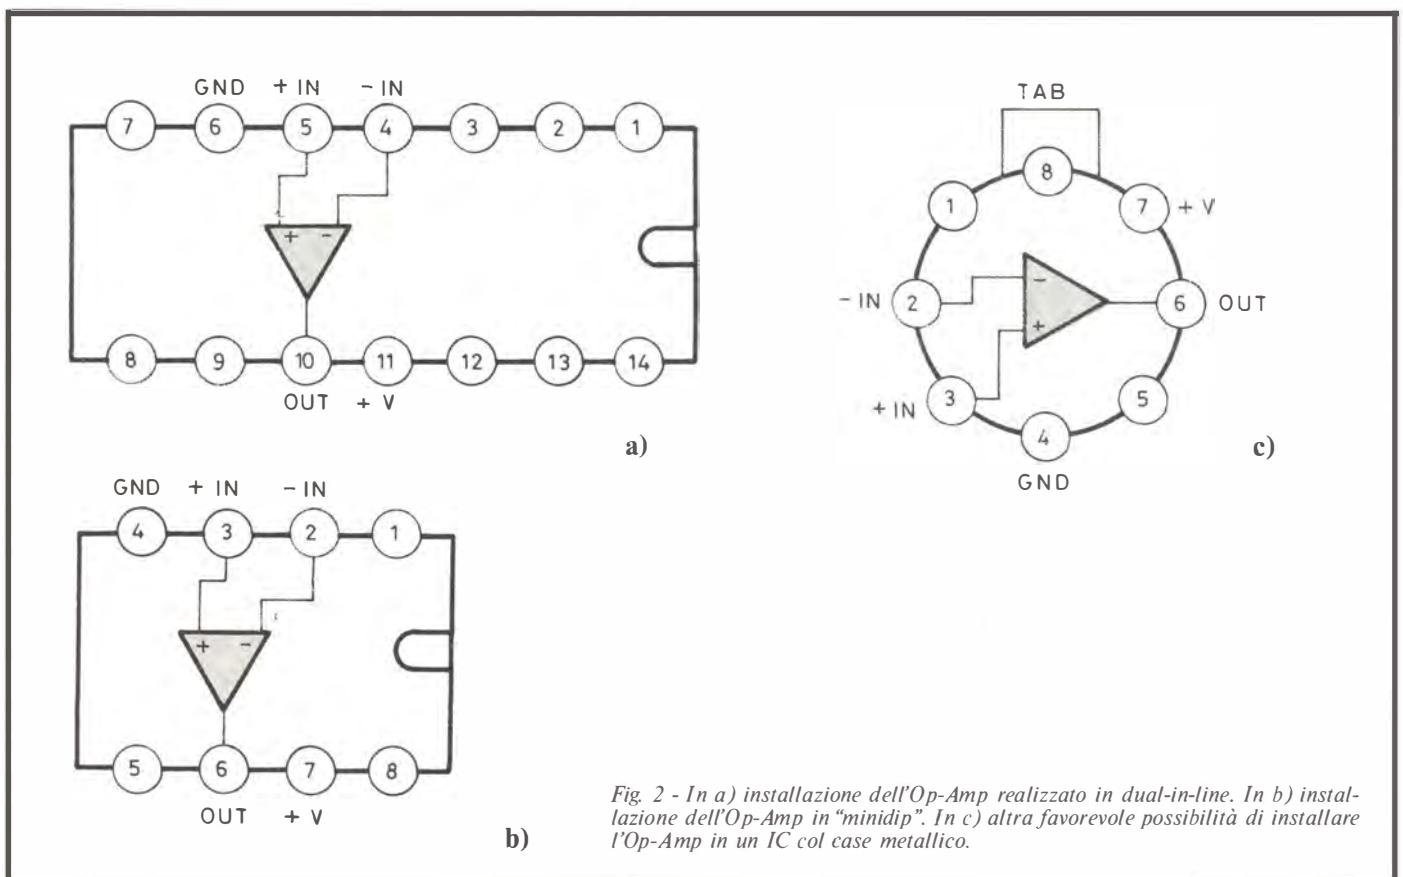 GND + IN - IN
7 6 5 4 3 2 1
+ -
8 9 10 11 12 13 14
OUT + V
a)
TAB
8
1 7 + V
- IN 2 - 6 OUT
+
+ IN 3 5
4
GND
c)
GND + IN - IN
4 3 2 1
+ -
5 6 7 8
OUT + V
b)
Fig. 2 - In a) installazione dell'Op-Amp realizzato in dual-in-line. In b) instal-
lazione dell'Op-Amp in “minidip”. In c) altra favorevole possibilità di installare
l'Op-Amp in un IC col case metallico.